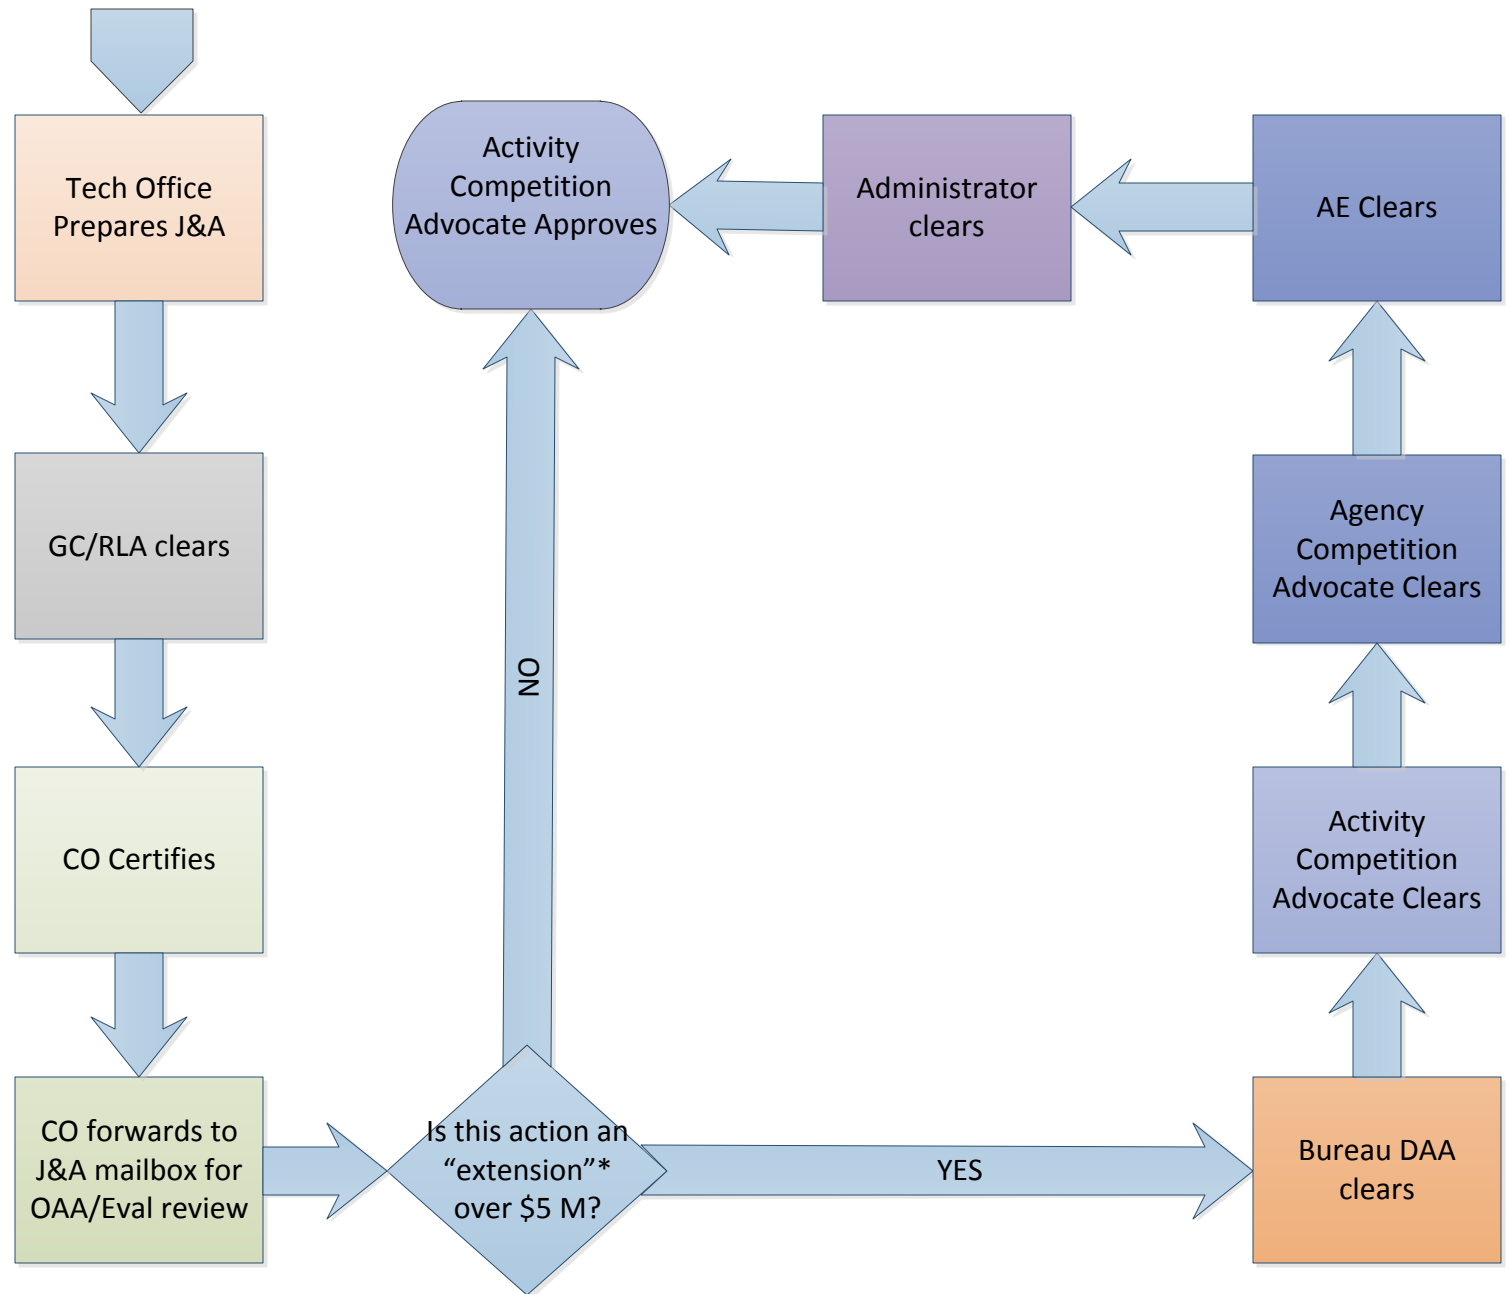 Tech Office
Prepares J&A
GC/RLA clears
CO Certifies
CO forwards to
J&A mailbox for
OAA/Eval review
Is this action an
“extension”*
over $5 M?
NO
Activity
Competition
Advocate Approves
YES
Bureau DAA
clears
Activity
Competition
Advocate Clears
Agency
Competition
Advocate Clears
AE Clears
Administrator
clears